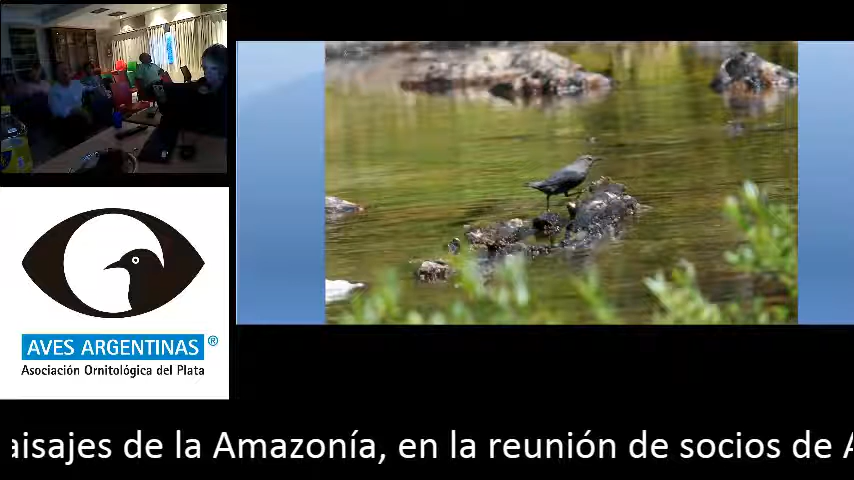 AVES ARGENTINAS ®
Asociación Ornitológica del Plata
aisajes de la Amazonía, en la reunión de socios de A